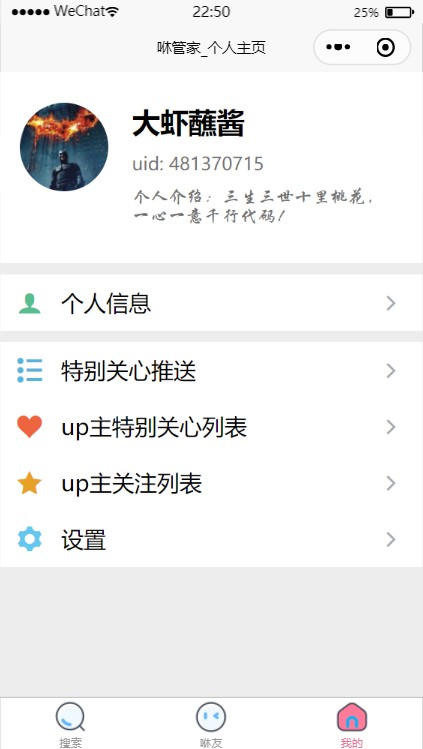 WeChat 22:50 25%
咻管家_个人主页
大虾蘸酱
uid: 481370715
个人介绍：三生三世十里桃花，
一心一意千行代码！
个人信息
特别关心推送
up主特别关心列表
up主关注列表
设置
搜索 咻友 我的